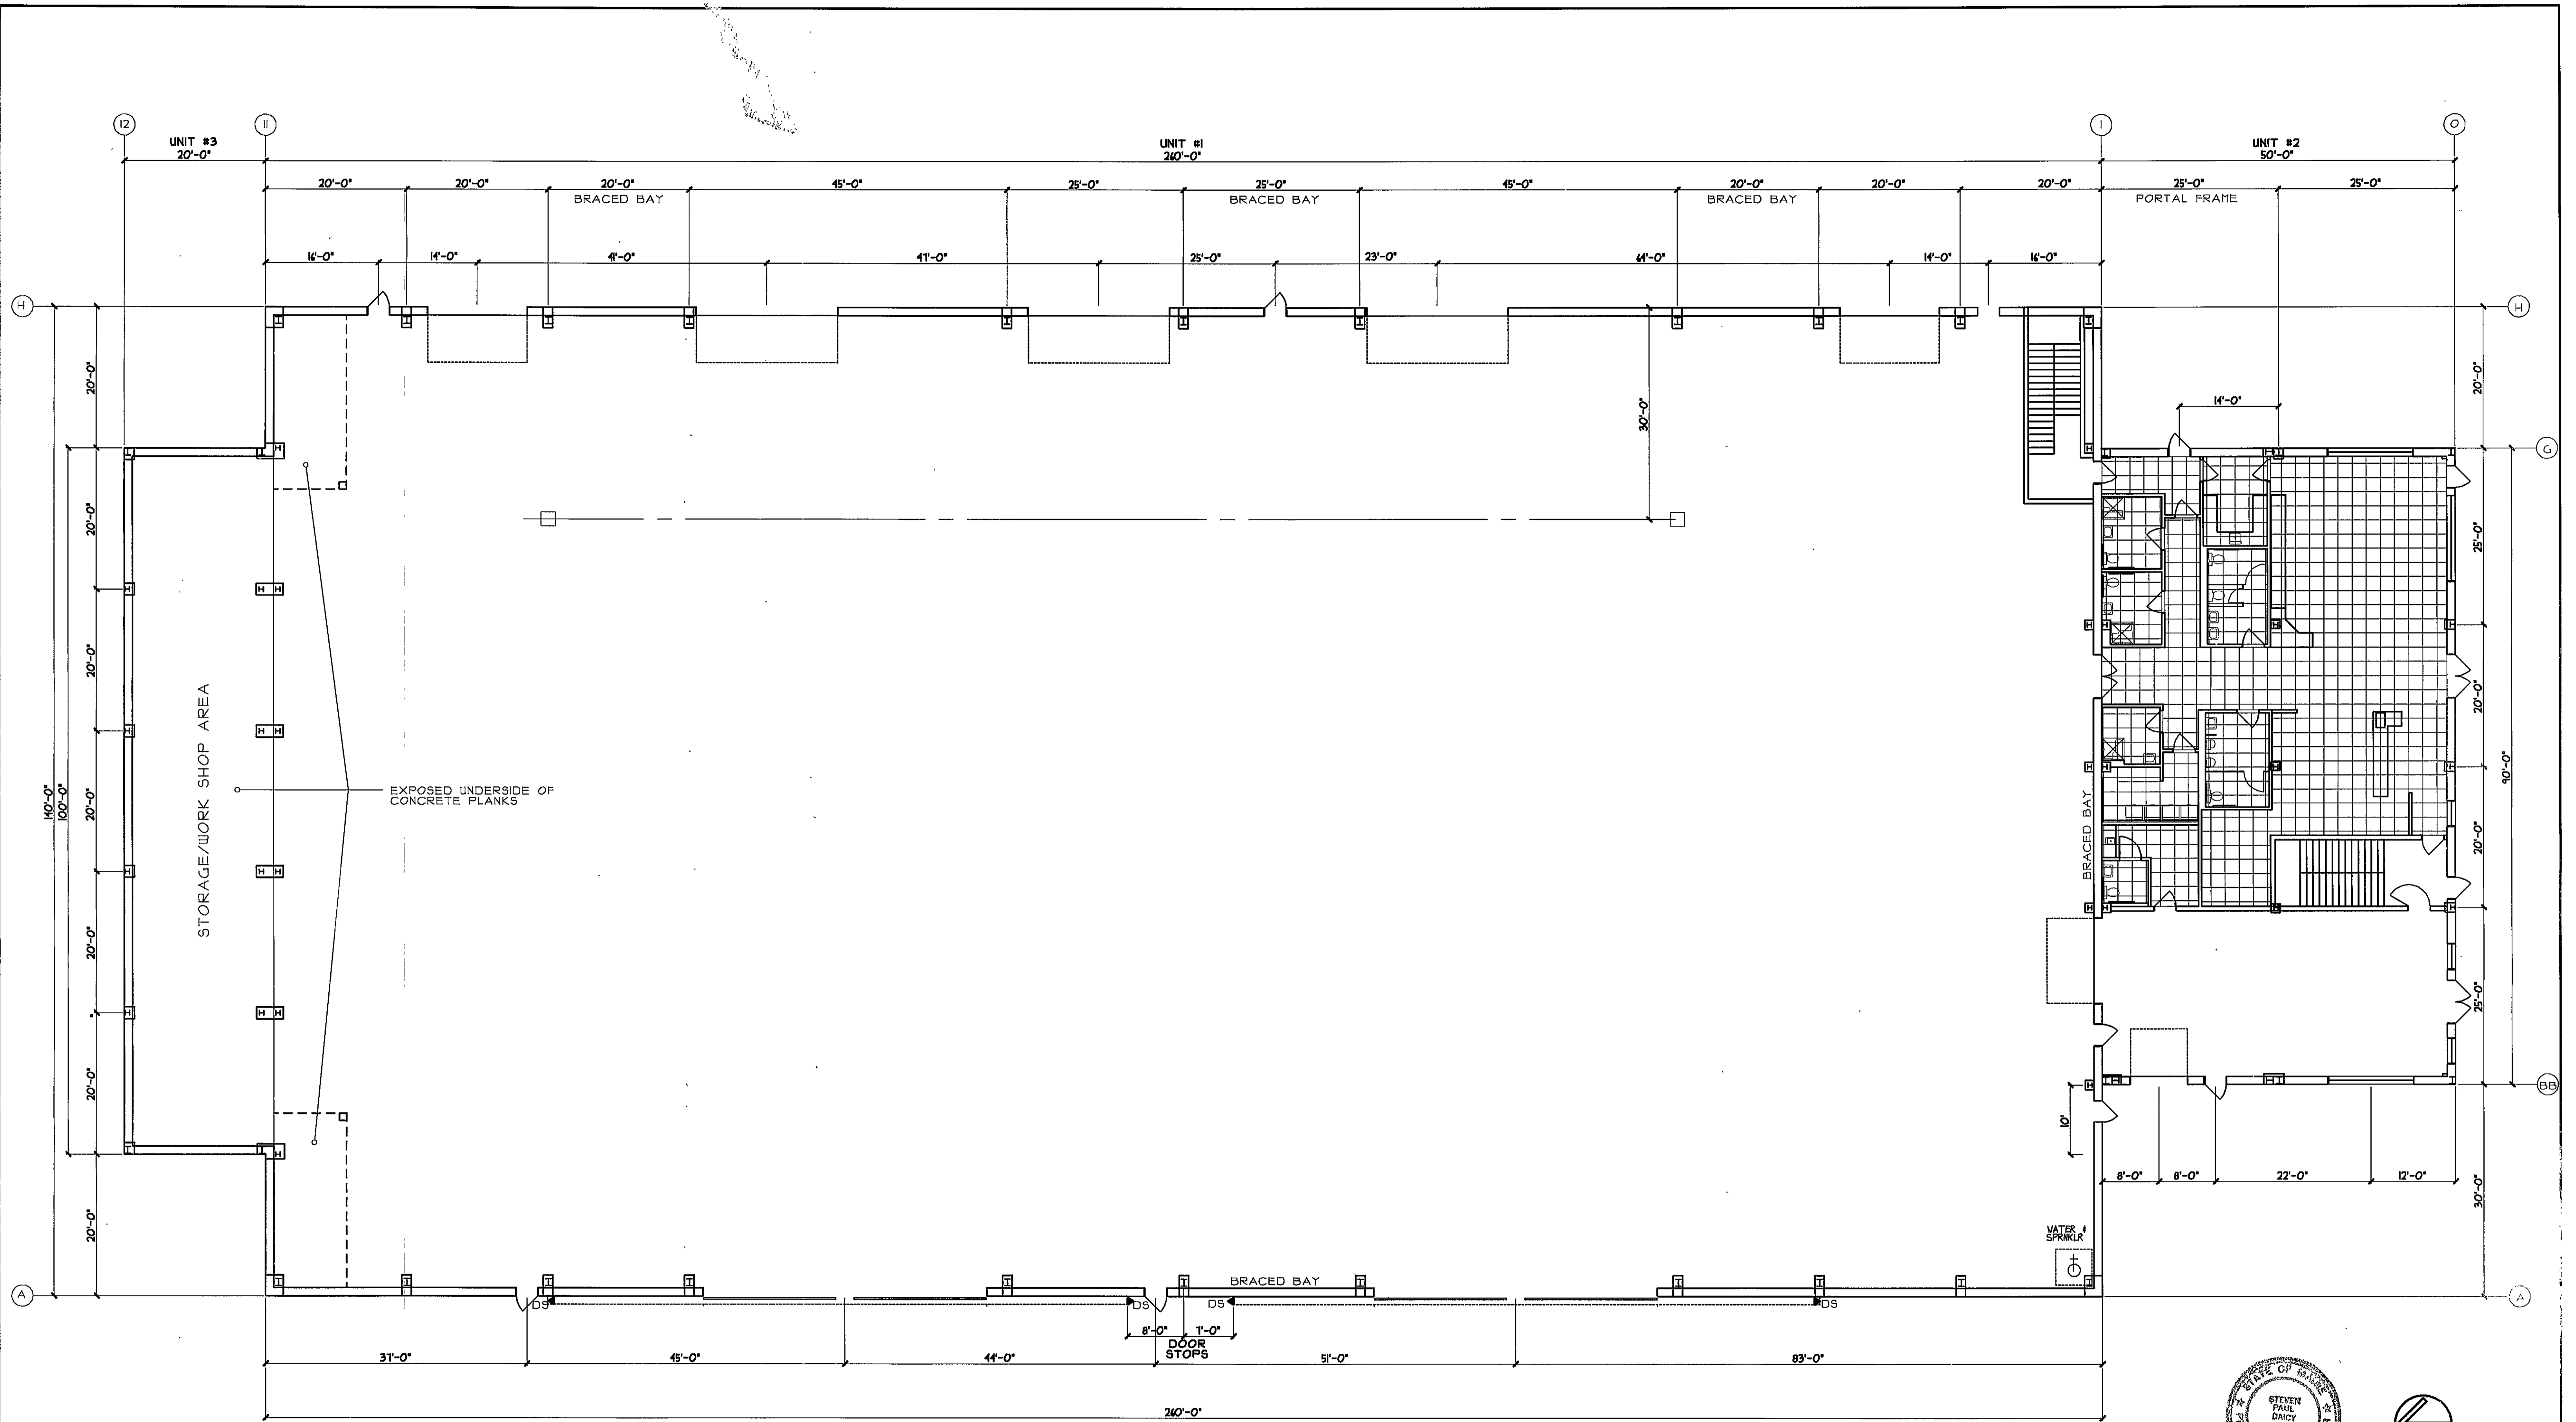 12
11
1
0
UNIT #3
20'-0"
UNIT #1
260'-0"
UNIT #2
50'-0"
20'-0"
20'-0"
20'-0"
45'-0"
25'-0"
25'-0"
45'-0"
20'-0"
20'-0"
20'-0"
25'-0"
25'-0"
BRACED BAY
BRACED BAY
BRACED BAY
PORTAL FRAME
16'-0"
14'-0"
41'-0"
47'-0"
25'-0"
23'-0"
64'-0"
14'-0"
16'-0"
H
H
20'-0"
20'-0"
30'-0"
14'-0"
G
20'-0"
25'-0"
20'-0"
20'-0"
STORAGE/WORK SHOP AREA
140'-0"
100'-0"
20'-0"
EXPOSED UNDERSIDE OF
CONCRETE PLANKS
BRACED BAY
90'-0"
20'-0"
20'-0"
25'-0"
20'-0"
BB
10'
8'-0"
8'-0"
22'-0"
12'-0"
20'-0"
30'-0"
WATER &
SPRNKLR
BRACED BAY
A
A
DS
DS
DS
DS
8'-0"
7'-0"
DOOR
STOPS
37'-0"
45'-0"
44'-0"
51'-0"
83'-0"
260'-0"
STATE OF MAINE
STEVEN
PAUL
DAICY